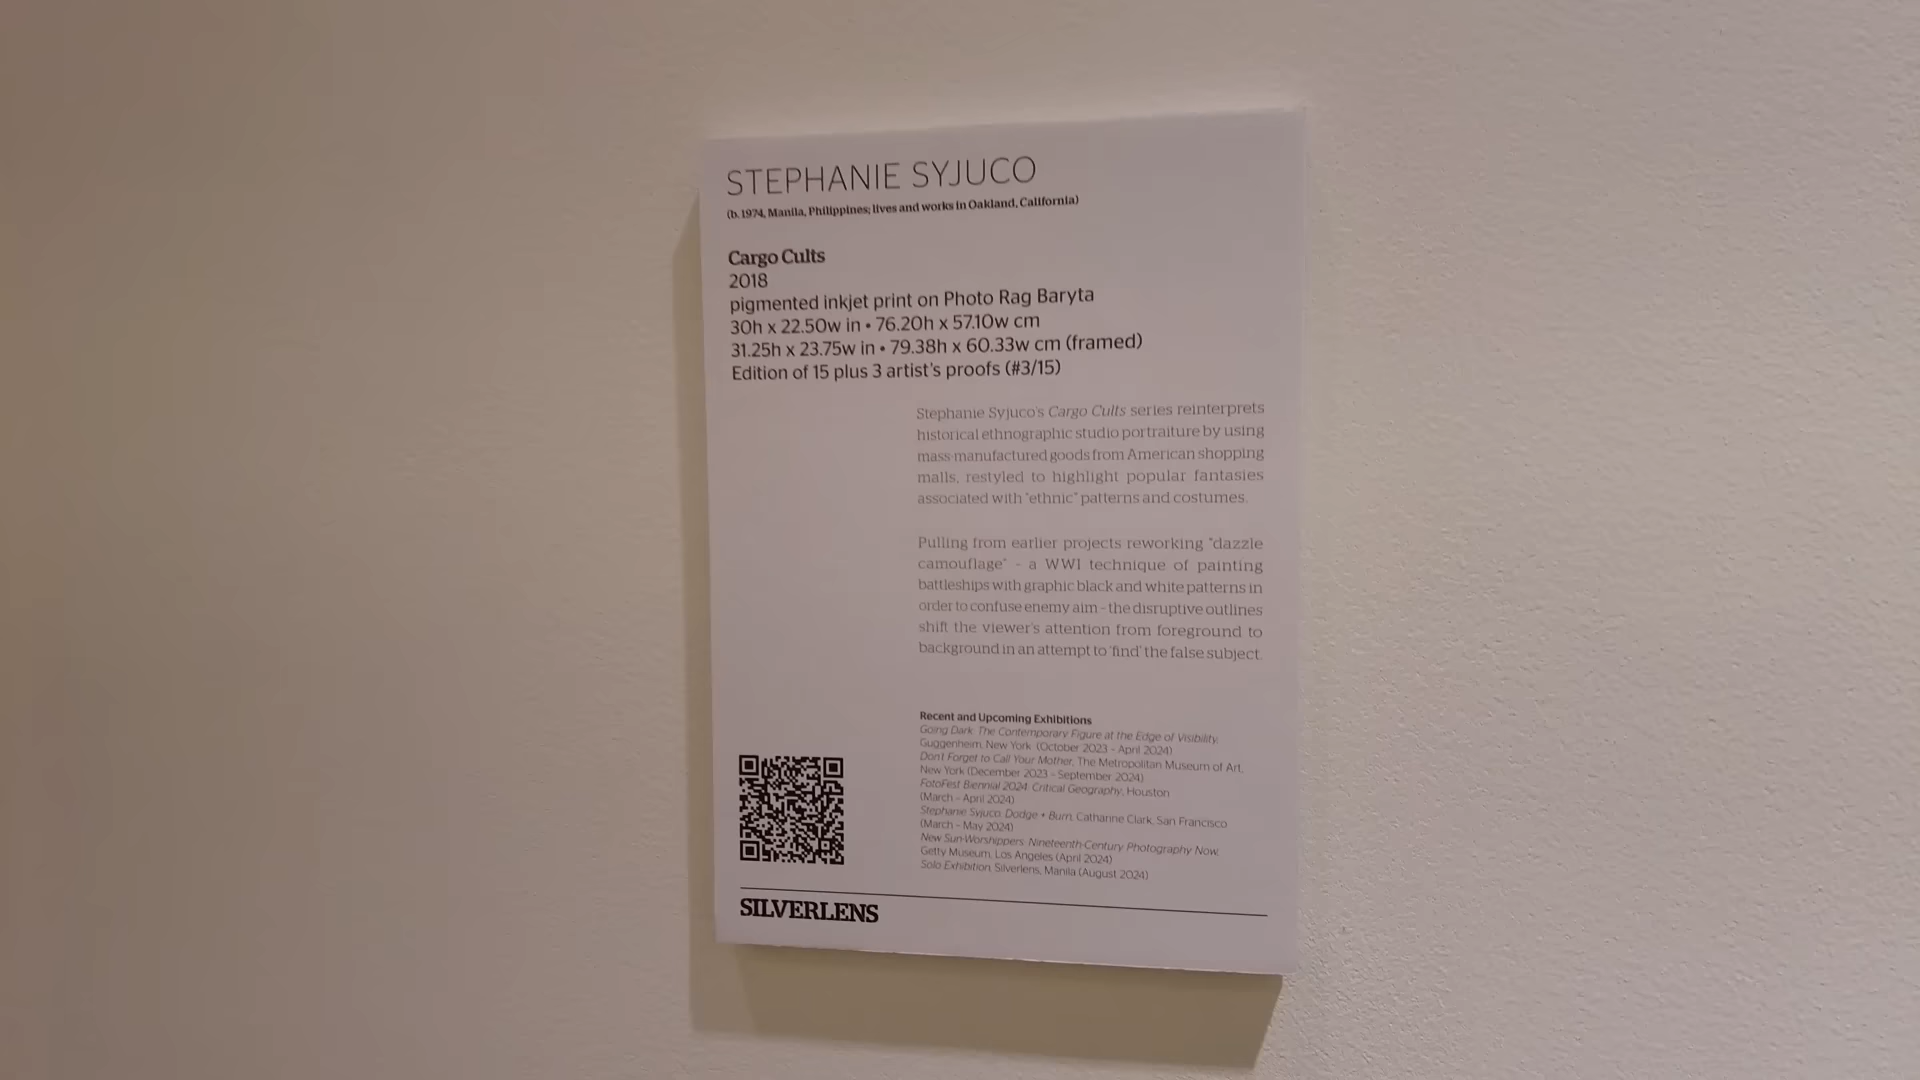 STEPHANIE SYJUCO
(b. 1974, Manila, Philippines; lives and works in Oakland, California)
Cargo Cults
2018
pigmented inkjet print on Photo Rag Baryta
30h x 22.50w in • 76.20h x 57.10w cm
31.25h x 23.75w in • 79.38h x 60.33w cm (framed)
Edition of 15 plus 3 artist's proofs (#3/15)
Stephanie Syjuco's Cargo Cults series reinterprets
historical ethnographic studio portraiture by using
mass-manufactured goods from American shopping
malls, restyled to highlight popular fantasies
associated with "ethnic" patterns and costumes.
Pulling from earlier projects reworking "dazzle
camouflage" - a WWI technique of painting
battleships with graphic black and white patterns in
order to confuse enemy aim - the disruptive outlines
shift the viewer's attention from foreground to
background in an attempt to 'find' the false subject.
Recent and Upcoming Exhibitions
Going Dark: The Contemporary Figure at the Edge of Visibility,
Guggenheim, New York (October 2023 - April 2024)
Don't Forget to Call Your Mother, The Metropolitan Museum of Art,
New York (December 2023 - September 2024)
FotoFest Biennial 2024: Critical Geography, Houston
(March - April 2024)
Stephanie Syjuco: Dodge + Burn, Catharine Clark, San Francisco
(March - May 2024)
New Sun-Worshippers: Nineteenth-Century Photography Now,
Getty Museum, Los Angeles (April 2024)
Solo Exhibition, Silverlens, Manila (August 2024)
SILVERLENS